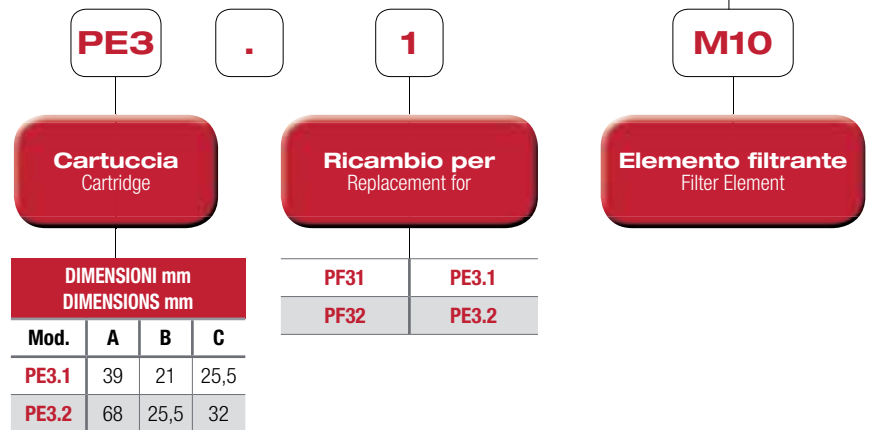 PE3 . 1 M10
Cartuccia
Cartridge
Ricambio per
Replacement for
Elemento filtrante
Filter Element
DIMENSIONI mm
DIMENSIONS mm
Mod. A B C
PE3.1 39 21 25,5
PE3.2 68 25,5 32
PF31 PE3.1
PF32 PE3.2